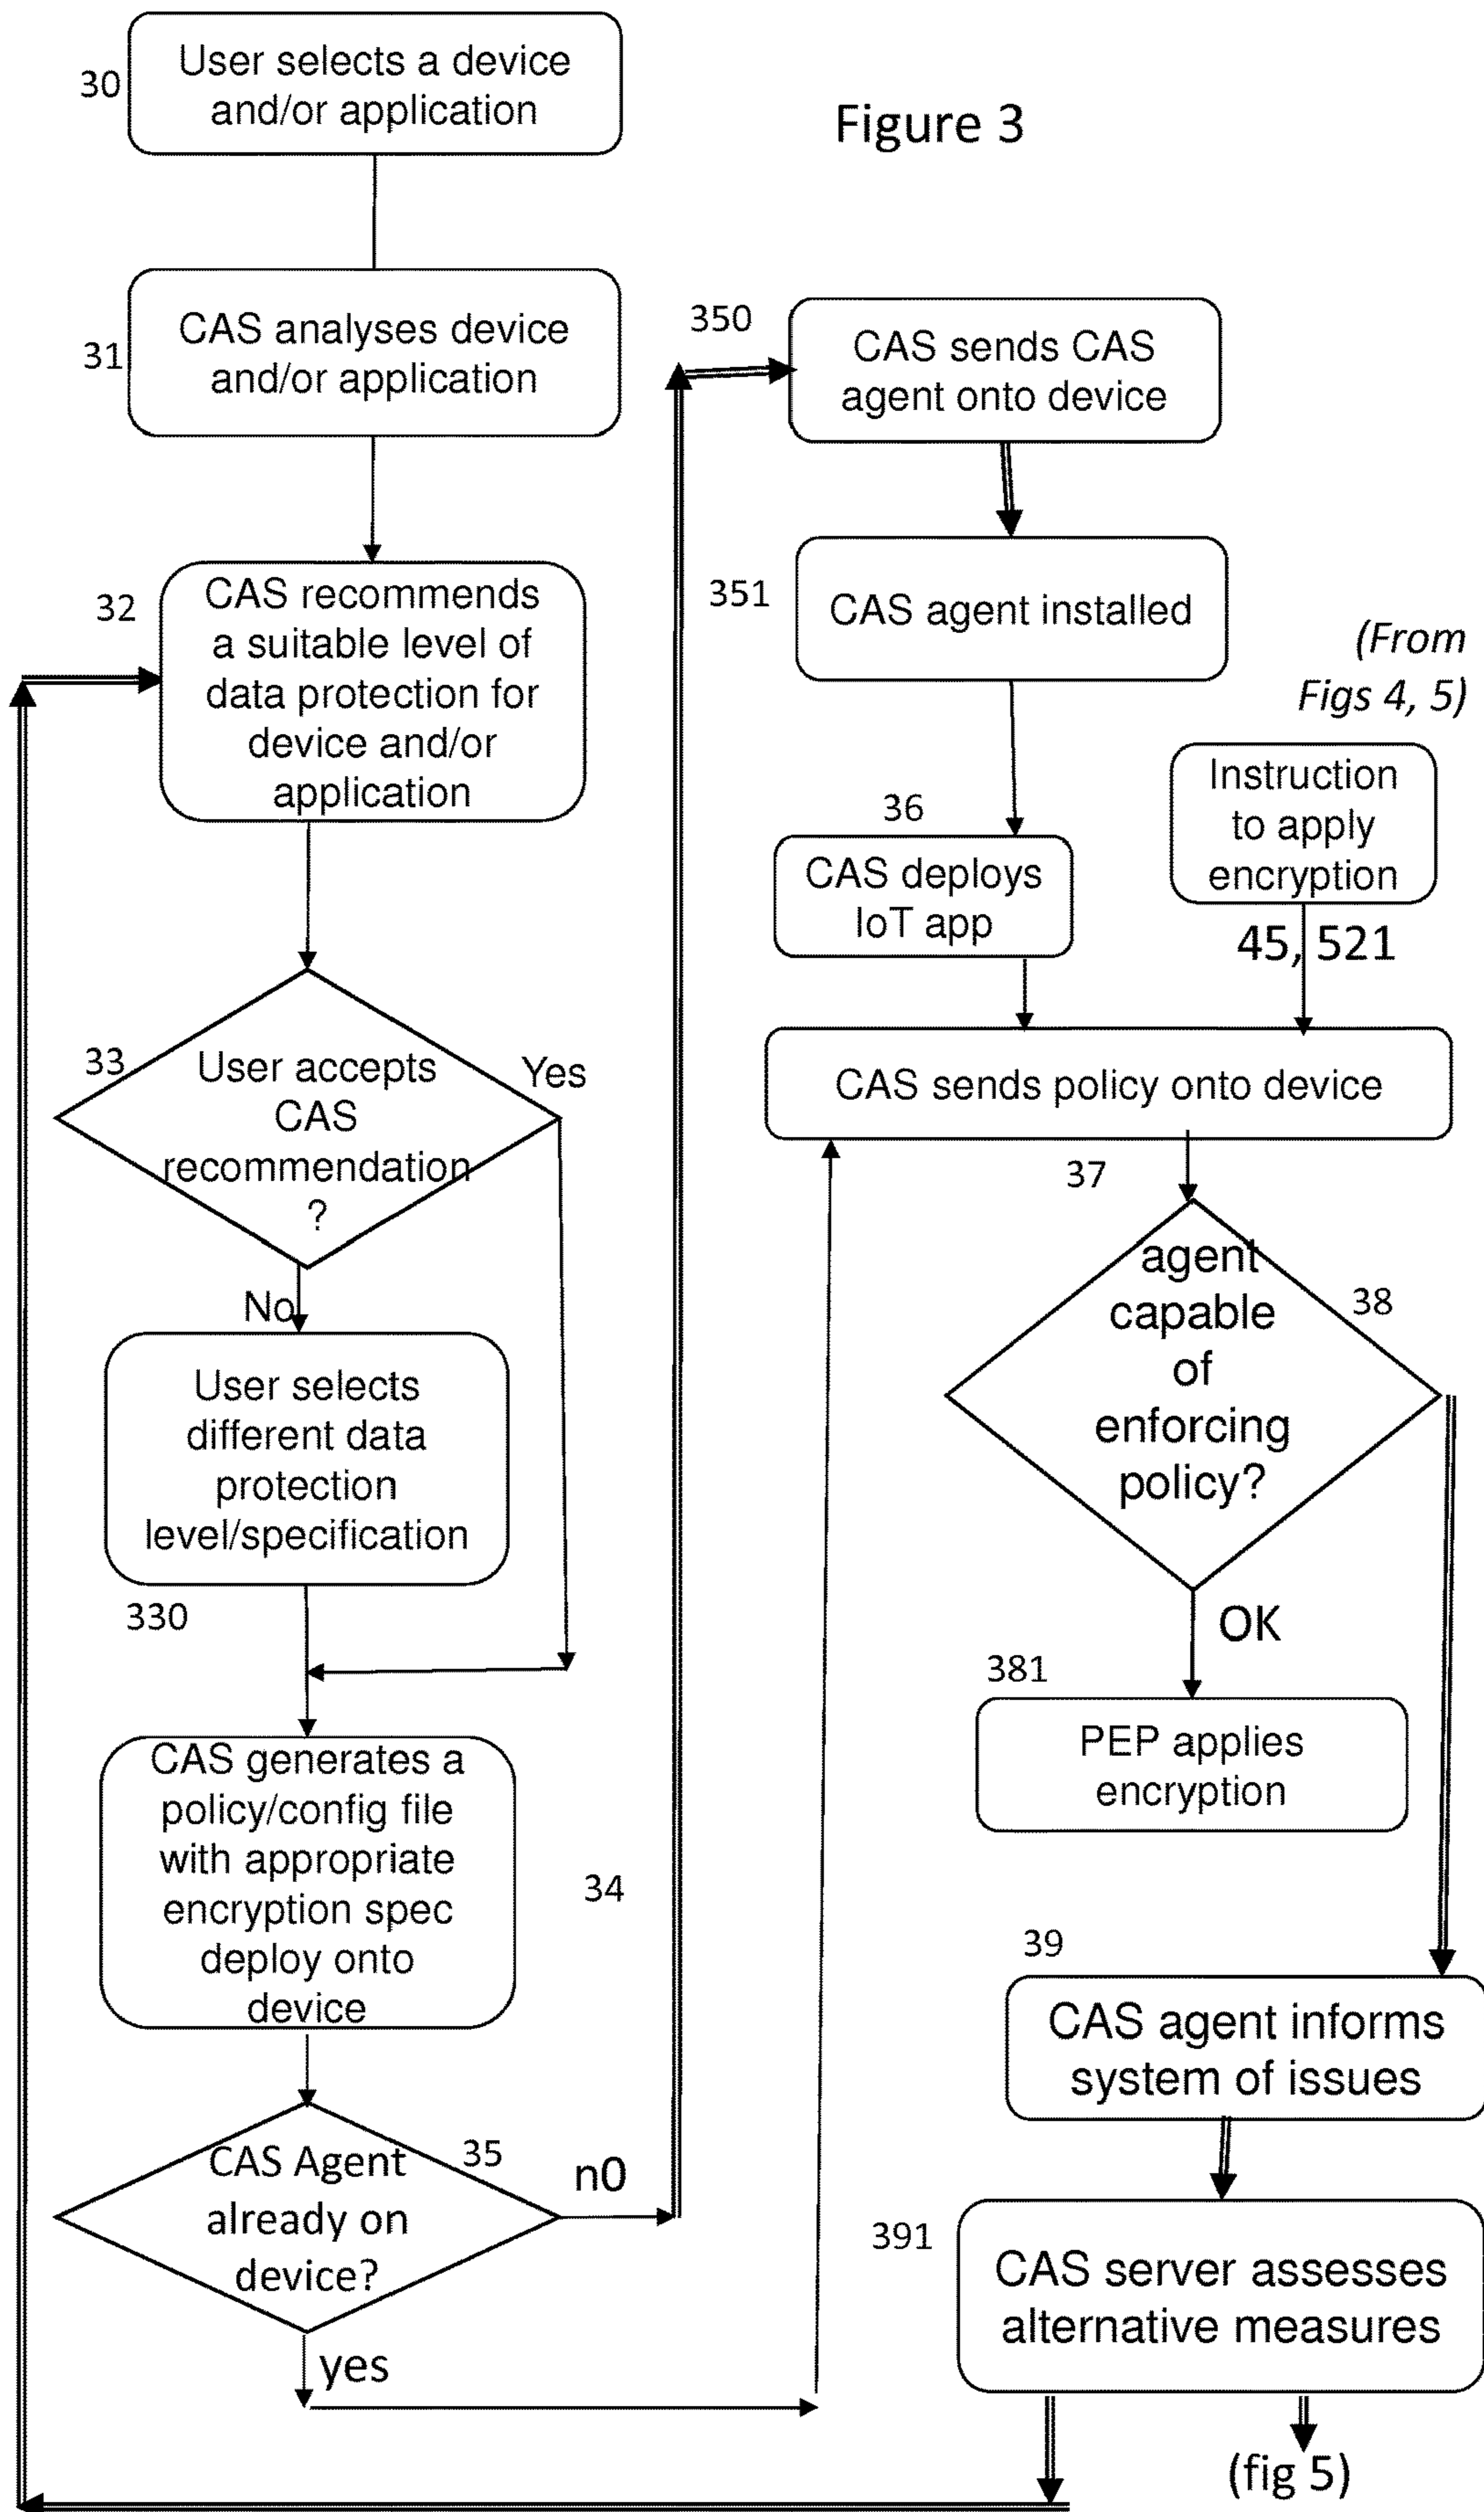 Figure 3
30
User selects a device
and/or application
31
CAS analyses device
and/or application
32
CAS recommends
a suitable level of
data protection for
device and/or
application
33
User accepts
CAS
recommendation
?
Yes
No
User selects
different data
protection
level/specification
330
CAS generates a
policy/config file
with appropriate
encryption spec
deploy onto
device
34
CAS Agent
already on
device?
35
n0
yes
350
CAS sends CAS
agent onto device
351
CAS agent installed
(From
Figs 4, 5)
36
CAS deploys
IoT app
Instruction
to apply
encryption
45, 521
CAS sends policy onto device
37
agent
capable
of
enforcing
policy?
38
OK
381
PEP applies
encryption
39
CAS agent informs
system of issues
391
CAS server assesses
alternative measures
(fig 5)